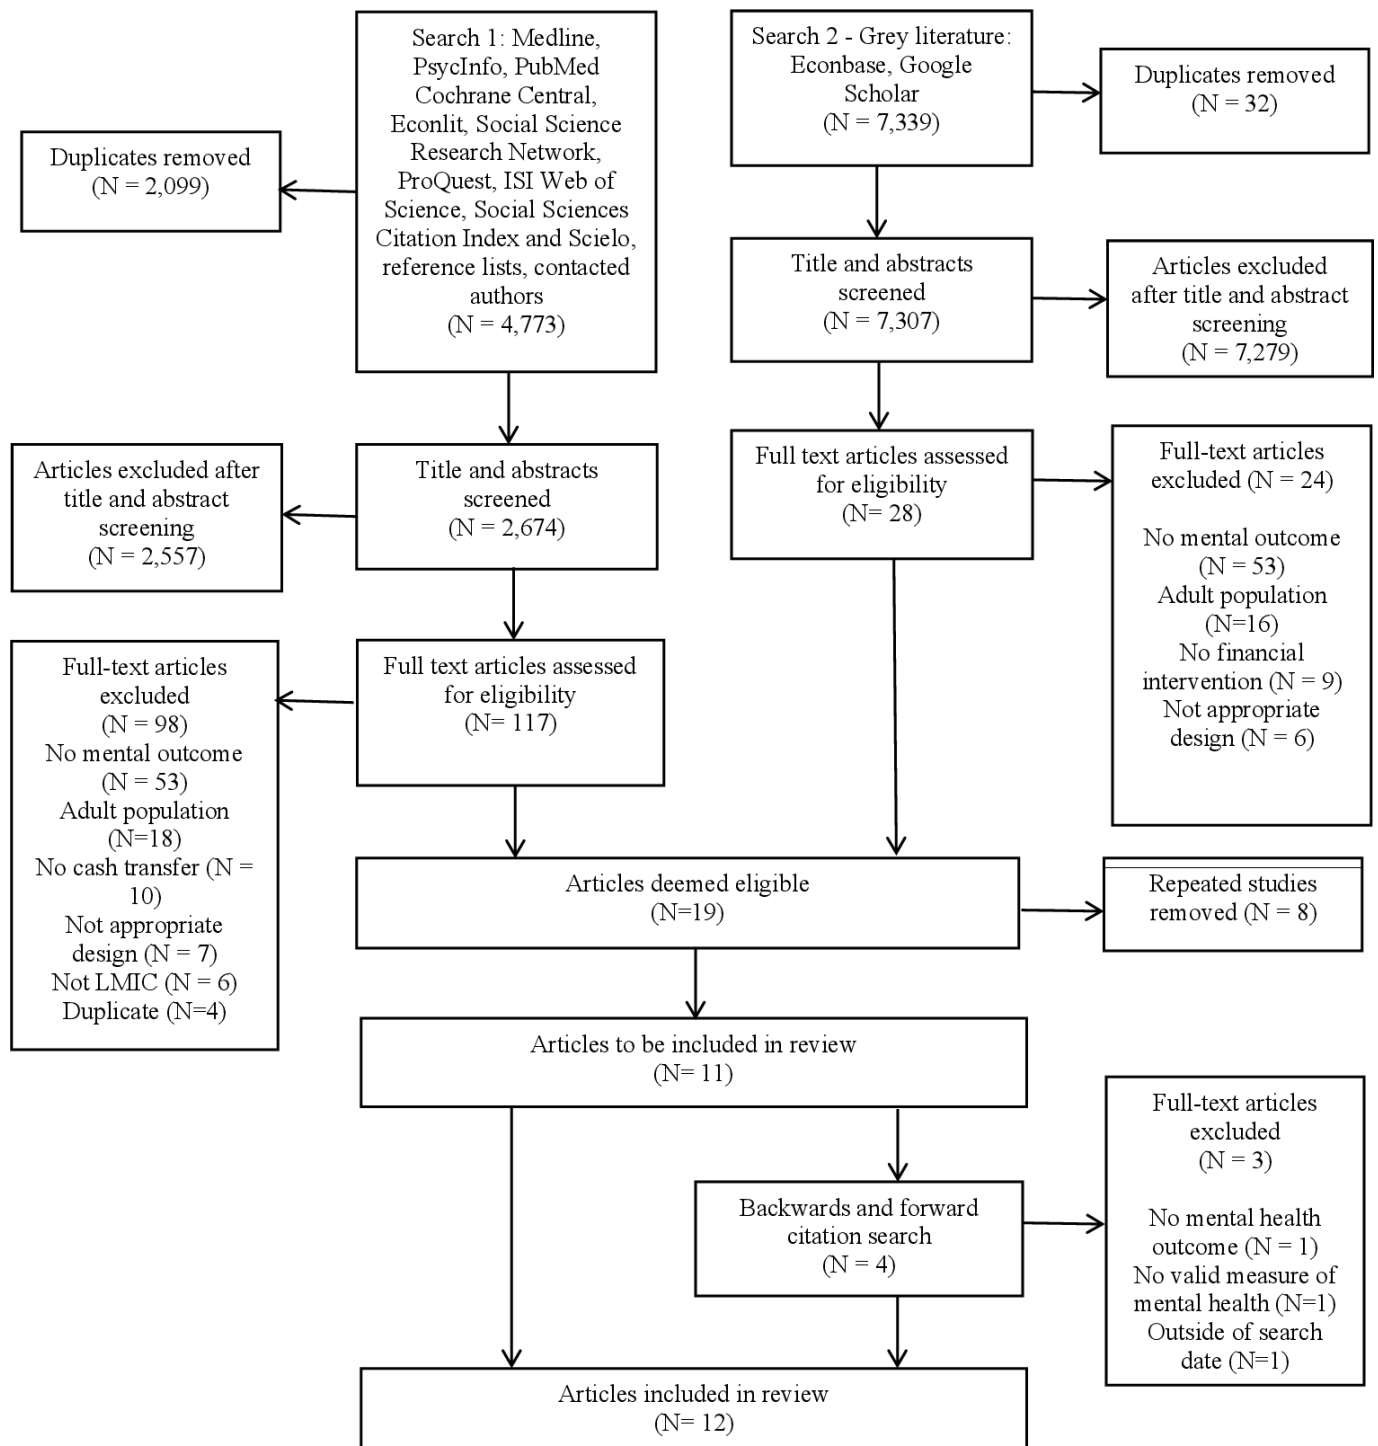 Search 1: Medline,
PsycInfo, PubMed
Cochrane Central,
Econlit, Social Science
Research Network,
ProQuest, ISI Web of
Science, Social Sciences
Citation Index and Scielo,
reference lists, contacted
authors
(N = 4,773)
Duplicates removed
(N = 2,099)
Search 2 - Grey literature:
Econbase, Google
Scholar
(N = 7,339)
Duplicates removed
(N = 32)
Title and abstracts
screened
(N = 7,307)
Articles excluded
after title and abstract
screening
(N = 7,279)
Articles excluded after
title and abstract
screening
(N = 2,557)
Title and abstracts
screened
(N = 2,674)
Full text articles assessed
for eligibility
(N= 28)
Full-text articles
excluded (N = 24)
No mental outcome
(N = 53)
Adult population
(N=16)
No financial
intervention (N = 9)
Not appropriate
design (N = 6)
Full-text articles
excluded
(N = 98)
No mental outcome
(N = 53)
Adult population
(N=18)
No cash transfer (N =
10)
Not appropriate
design (N = 7)
Not LMIC (N = 6)
Duplicate (N=4)
Full text articles assessed
for eligibility
(N= 117)
Articles deemed eligible
(N=19)
Repeated studies
removed (N = 8)
Articles to be included in review
(N= 11)
Backwards and forward
citation search
(N = 4)
Full-text articles
excluded
(N = 3)
No mental health
outcome (N = 1)
No valid measure of
mental health (N=1)
Outside of search
date (N=1)
Articles included in review
(N= 12)